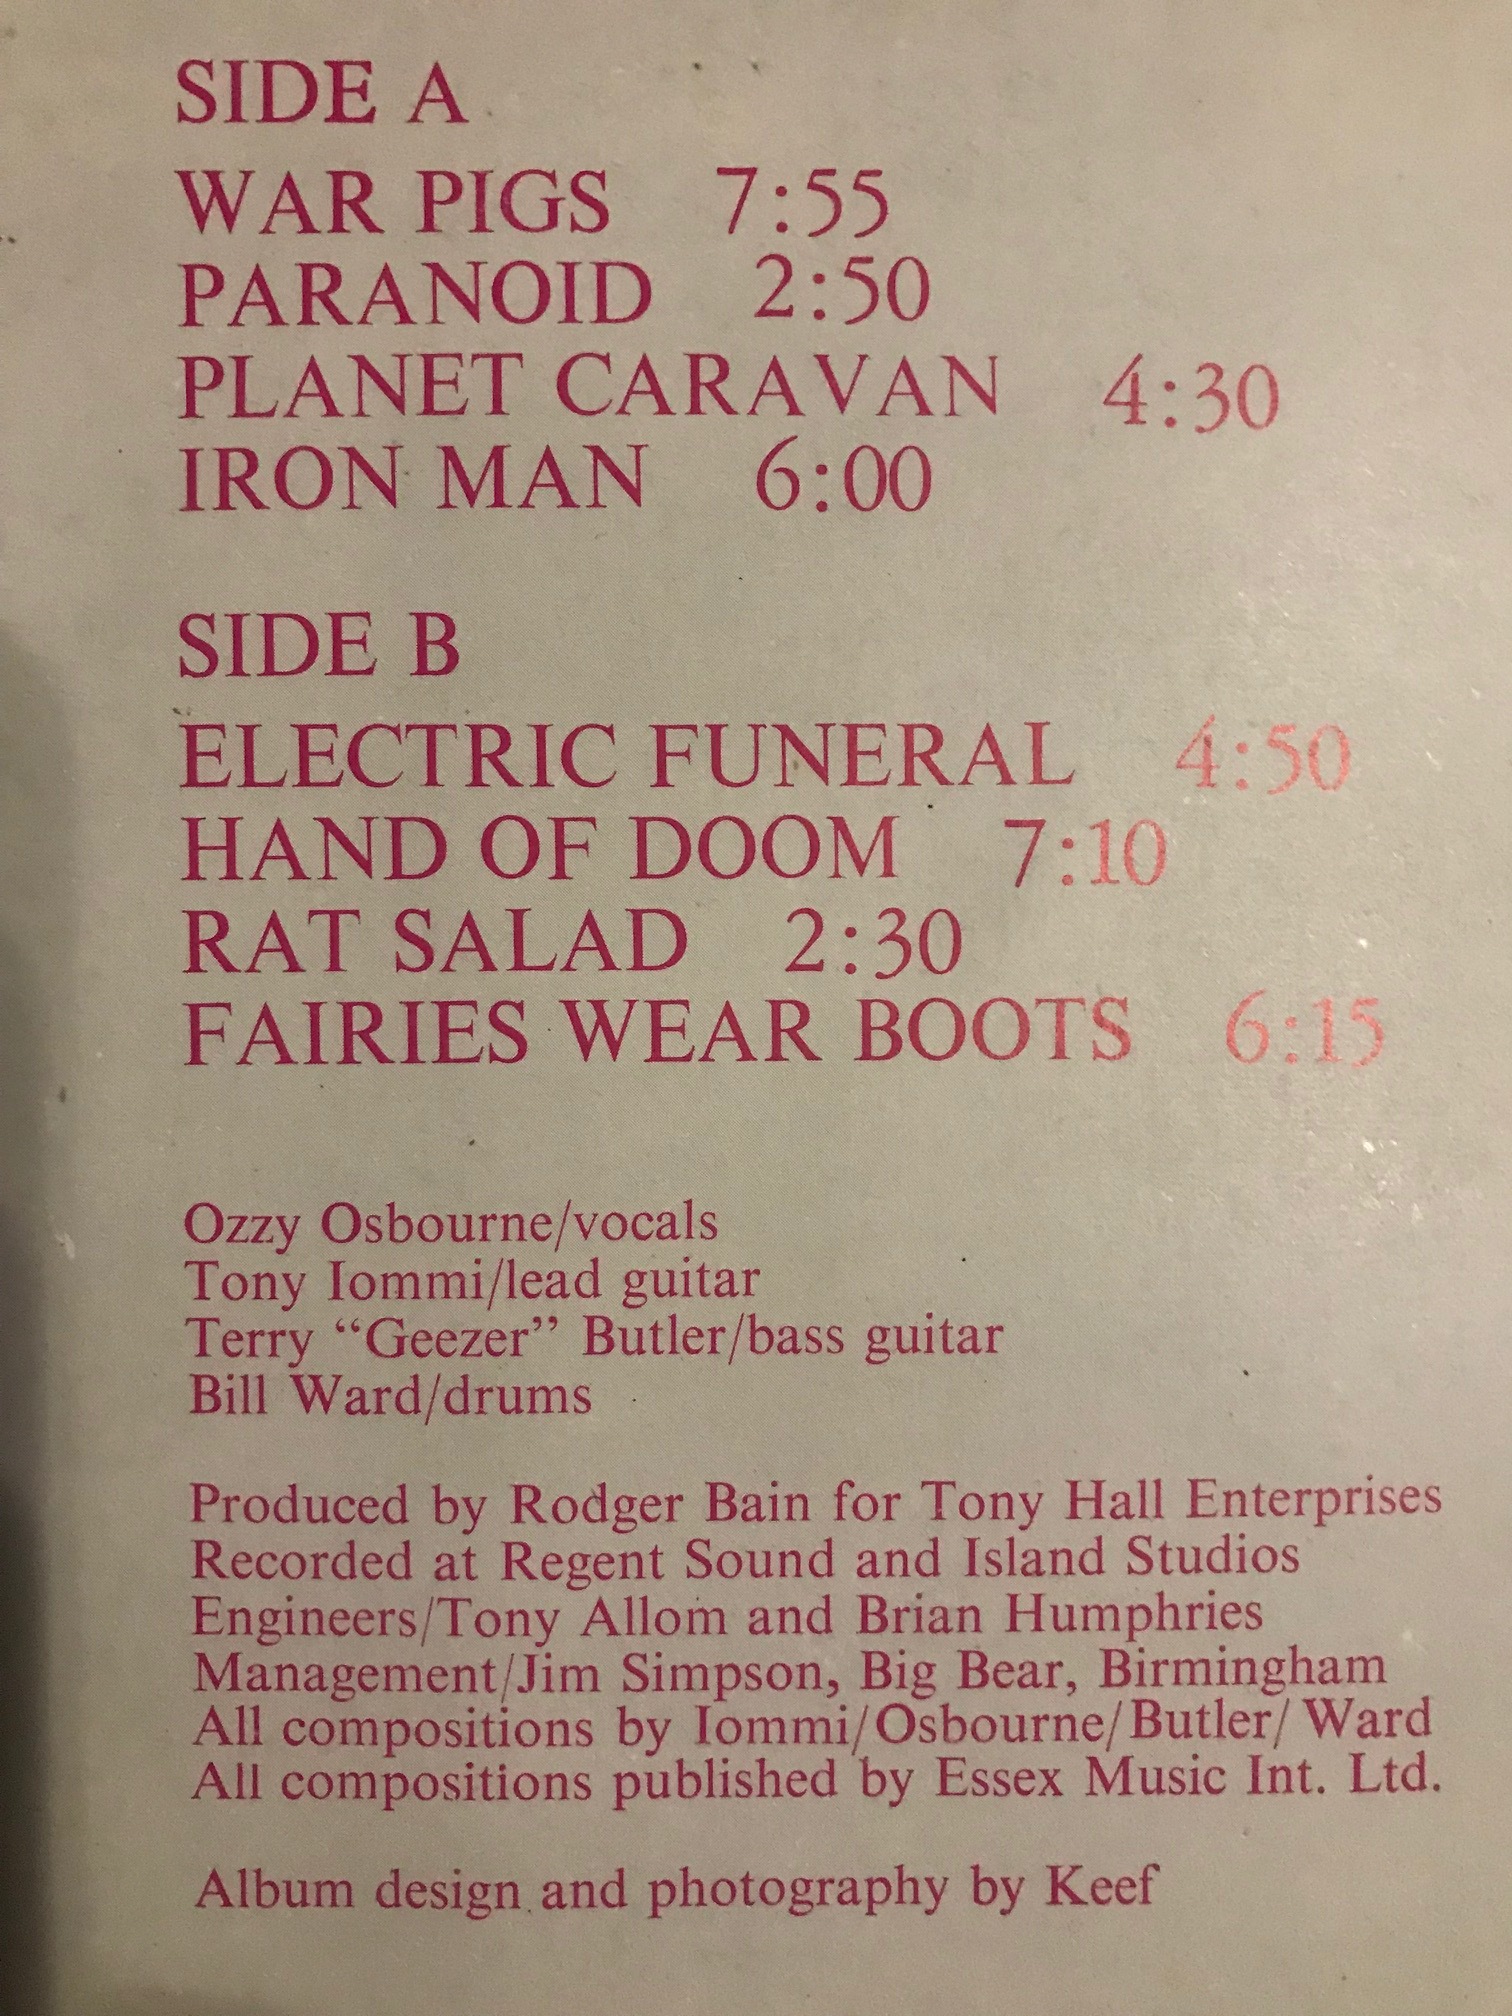 SIDE A
WAR PIGS 7:55
PARANOID 2:50
PLANET CARAVAN 4:30
IRON MAN 6:00
SIDE B
ELECTRIC FUNERAL 4:50
HAND OF DOOM 7:10
RAT SALAD 2:30
FAIRIES WEAR BOOTS 6:15
Ozzy Osbourne/vocals
Tony Iommi/lead guitar
Terry “Geezer” Butler/bass guitar
Bill Ward/drums
Produced by Rodger Bain for Tony Hall Enterprises
Recorded at Regent Sound and Island Studios
Engineers/Tony Allom and Brian Humphries
Management/Jim Simpson, Big Bear, Birmingham
All compositions by Iommi/Osbourne/Butler/Ward
All compositions published by Essex Music Int. Ltd.
Album design and photography by Keef